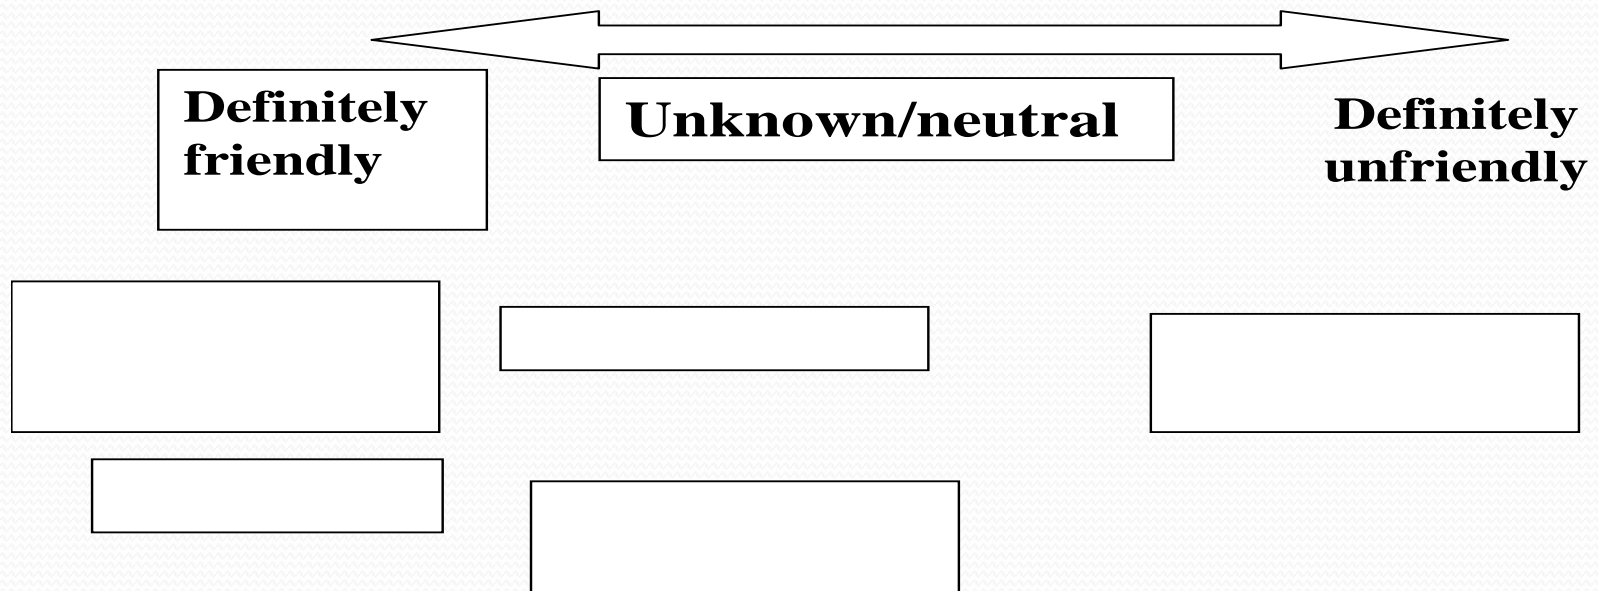 Definitely
friendly
Unknown/neutral
Definitely
unfriendly